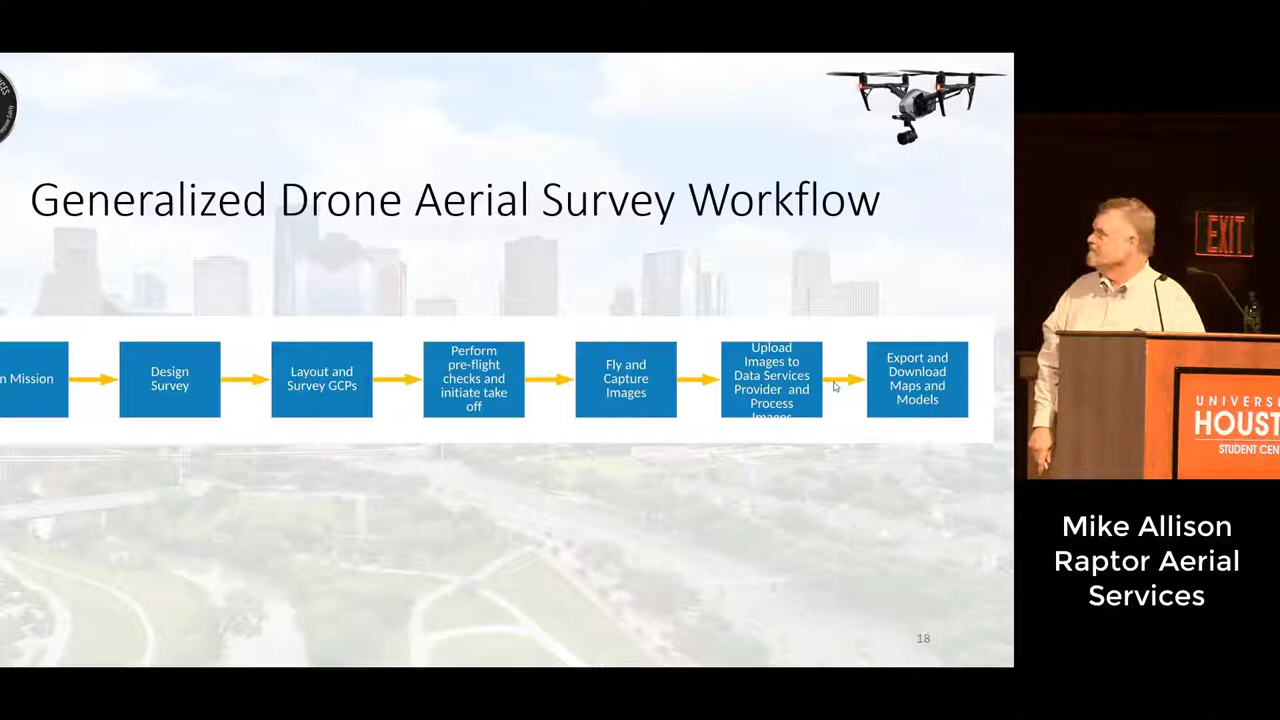 Generalized Drone Aerial Survey Workflow
n Mission
Design
Survey
Layout and
Survey GCPs
Perform
pre-flight
checks and
initiate take
off
Fly and
Capture
Images
Upload
Images to
Data Services
Provider and
Process
Images
Export and
Download
Maps and
Models
18
EXIT
UNIVERSI
HOUST
STUDENT CEN
Mike Allison
Raptor Aerial
Services